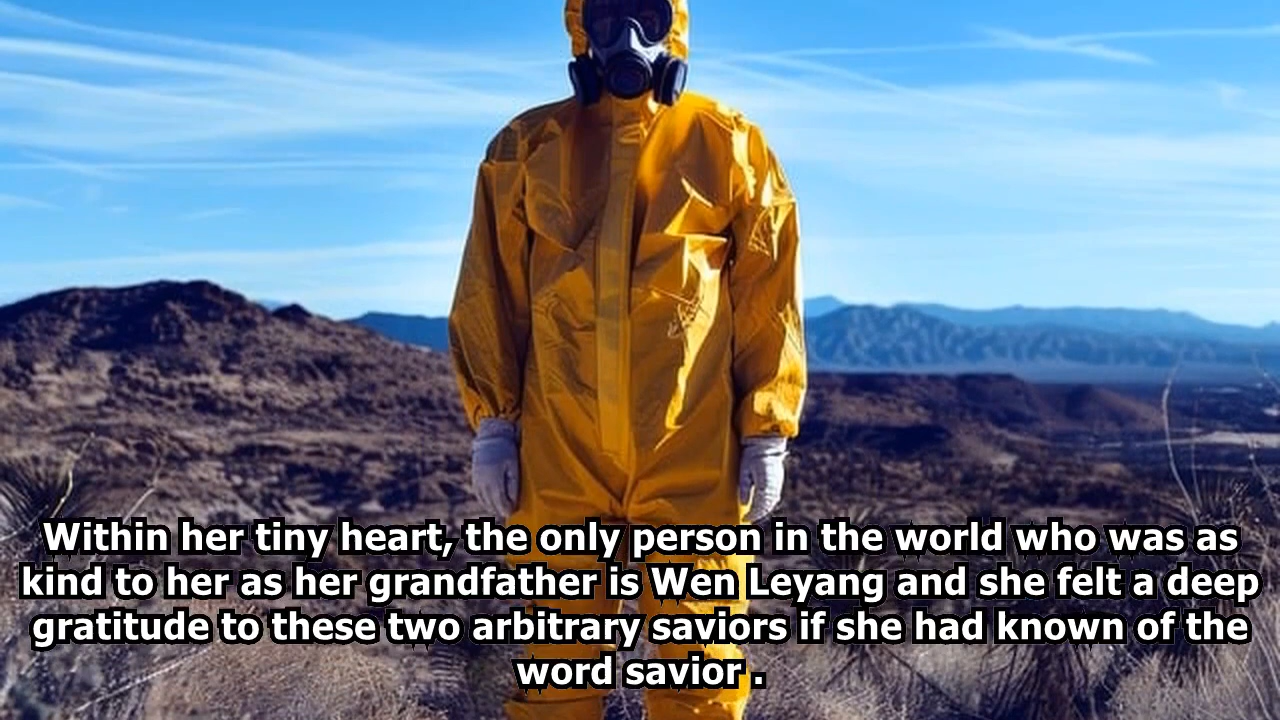 Within her tiny heart, the only person in the world who was as
kind to her as her grandfather is Wen Leyang and she felt a deep
gratitude to these two arbitrary saviors if she had known of the
word savior .